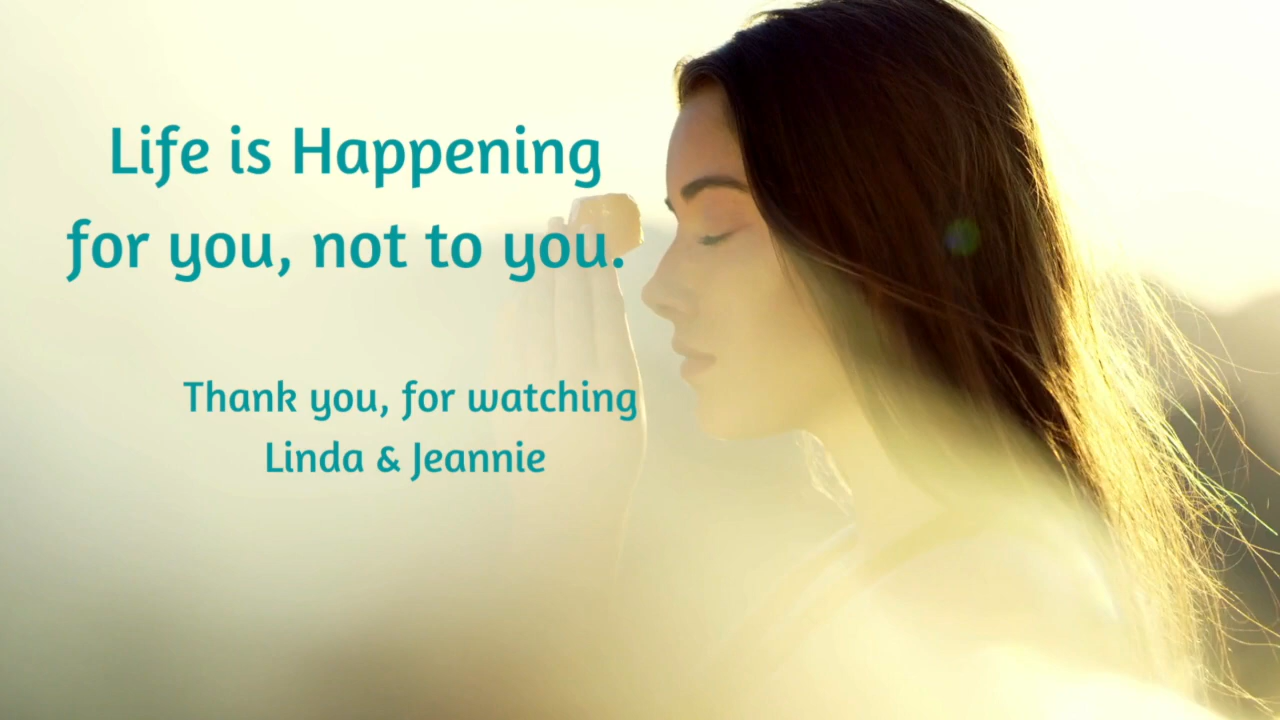 Life is Happening
for you, not to you.
Thank you, for watching
Linda & Jeannie